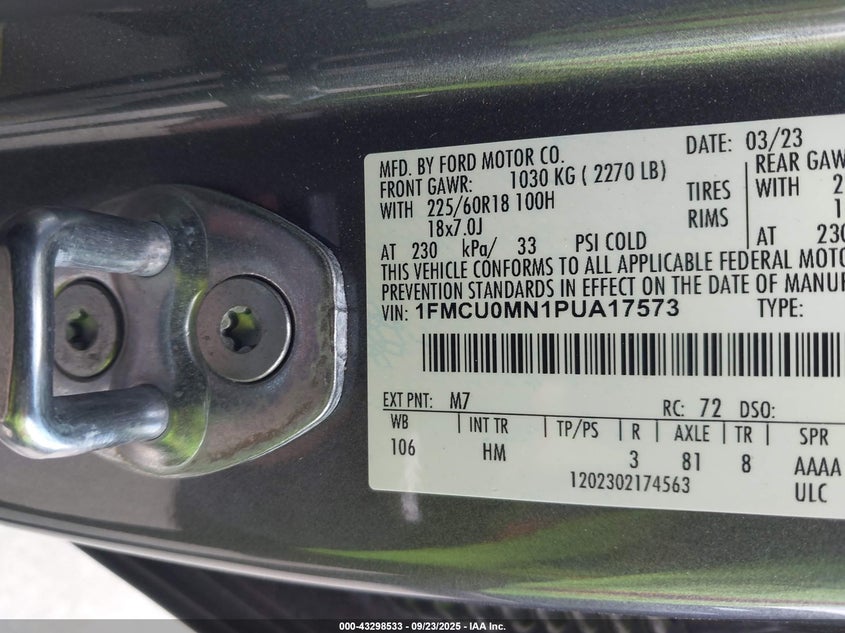 DATE: 03/23
MFD. BY FORD MOTOR CO.
FRONT GAWR: 1030 KG ( 2270 LB) REAR GAW
WITH 225/60R18 100H TIRES WITH 2
18x7.0J RIMS 1
AT 230 kPa/ 33 PSI COLD AT 230
THIS VEHICLE CONFORMS TO ALL APPLICABLE FEDERAL MOTO
PREVENTION STANDARDS IN EFFECT ON THE DATE OF MANUF
VIN: 1FMCU0MN1PUA17573 TYPE:
EXT PNT: M7 RC: 72 DSO:
WB INT TR TP/PS R AXLE TR SPR
106 HM 3 81 8 AAAA
1202302174563 ULC
000-43298533 - 09/23/2025 - IAA Inc.